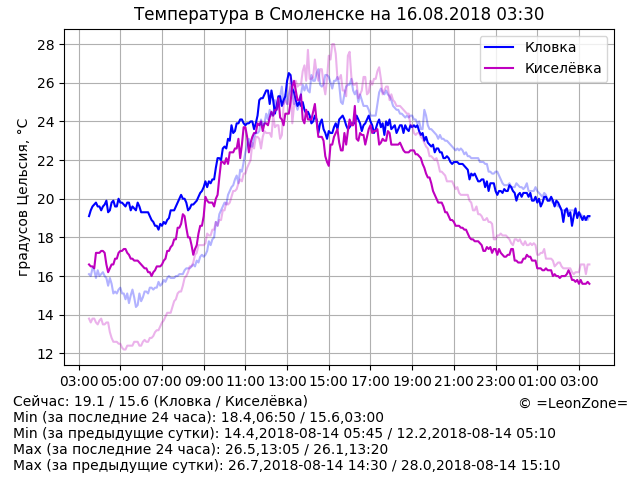 Температура в Смоленске на 16.08.2018 03:30
градусов Цельсия, °C
28
26
24
22
20
18
16
14
12
Кловка
Киселёвка
03:00 05:00 07:00 09:00 11:00 13:00 15:00 17:00 19:00 21:00 23:00 01:00 03:00
Сейчас: 19.1 / 15.6 (Кловка / Киселёвка)
© =LeonZone=
Min (за последние 24 часа): 18.4,06:50 / 15.6,03:00
Min (за предыдущие сутки): 14.4,2018-08-14 05:45 / 12.2,2018-08-14 05:10
Max (за последние 24 часа): 26.5,13:05 / 26.1,13:20
Max (за предыдущие сутки): 26.7,2018-08-14 14:30 / 28.0,2018-08-14 15:10